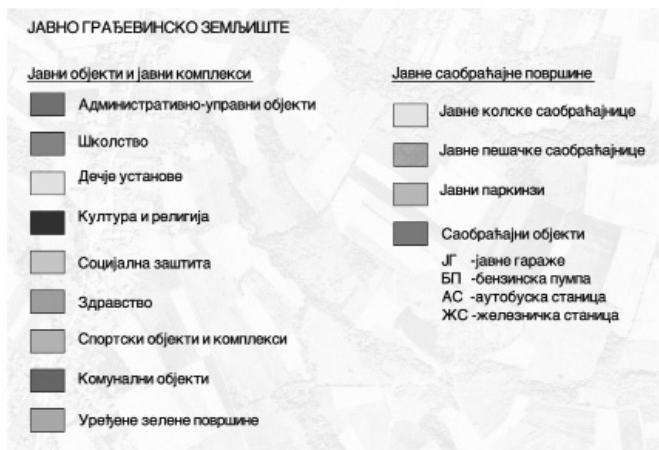 ЈАВНО ГРАЂЕВИНСКО ЗЕМЉИШТЕ
Јавни објекти и јавни комплекси
Административно-управни објекти
Школство
Дечје установе
Култура и религија
Социјална заштита
Здравство
Спортски објекти и комплекси
Комунални објекти
Уређене зелене површине
Јавне саобраћајне површине
Јавне колске саобраћајнице
Јавне пешачке саобраћајнице
Јавни паркинзи
Саобраћајни објекти
ЈГ -јавне гараже
БП -бензинска пумпа
АС -аутобуска станица
ЖС -железничка станица